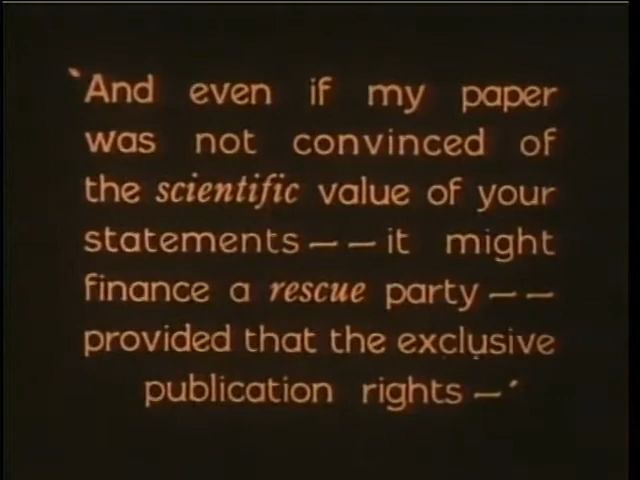 ‵And even if my paper
was not convinced of
the scientific value of your
statements — — it might
finance a rescue party — —
provided that the exclusive
publication rights —′